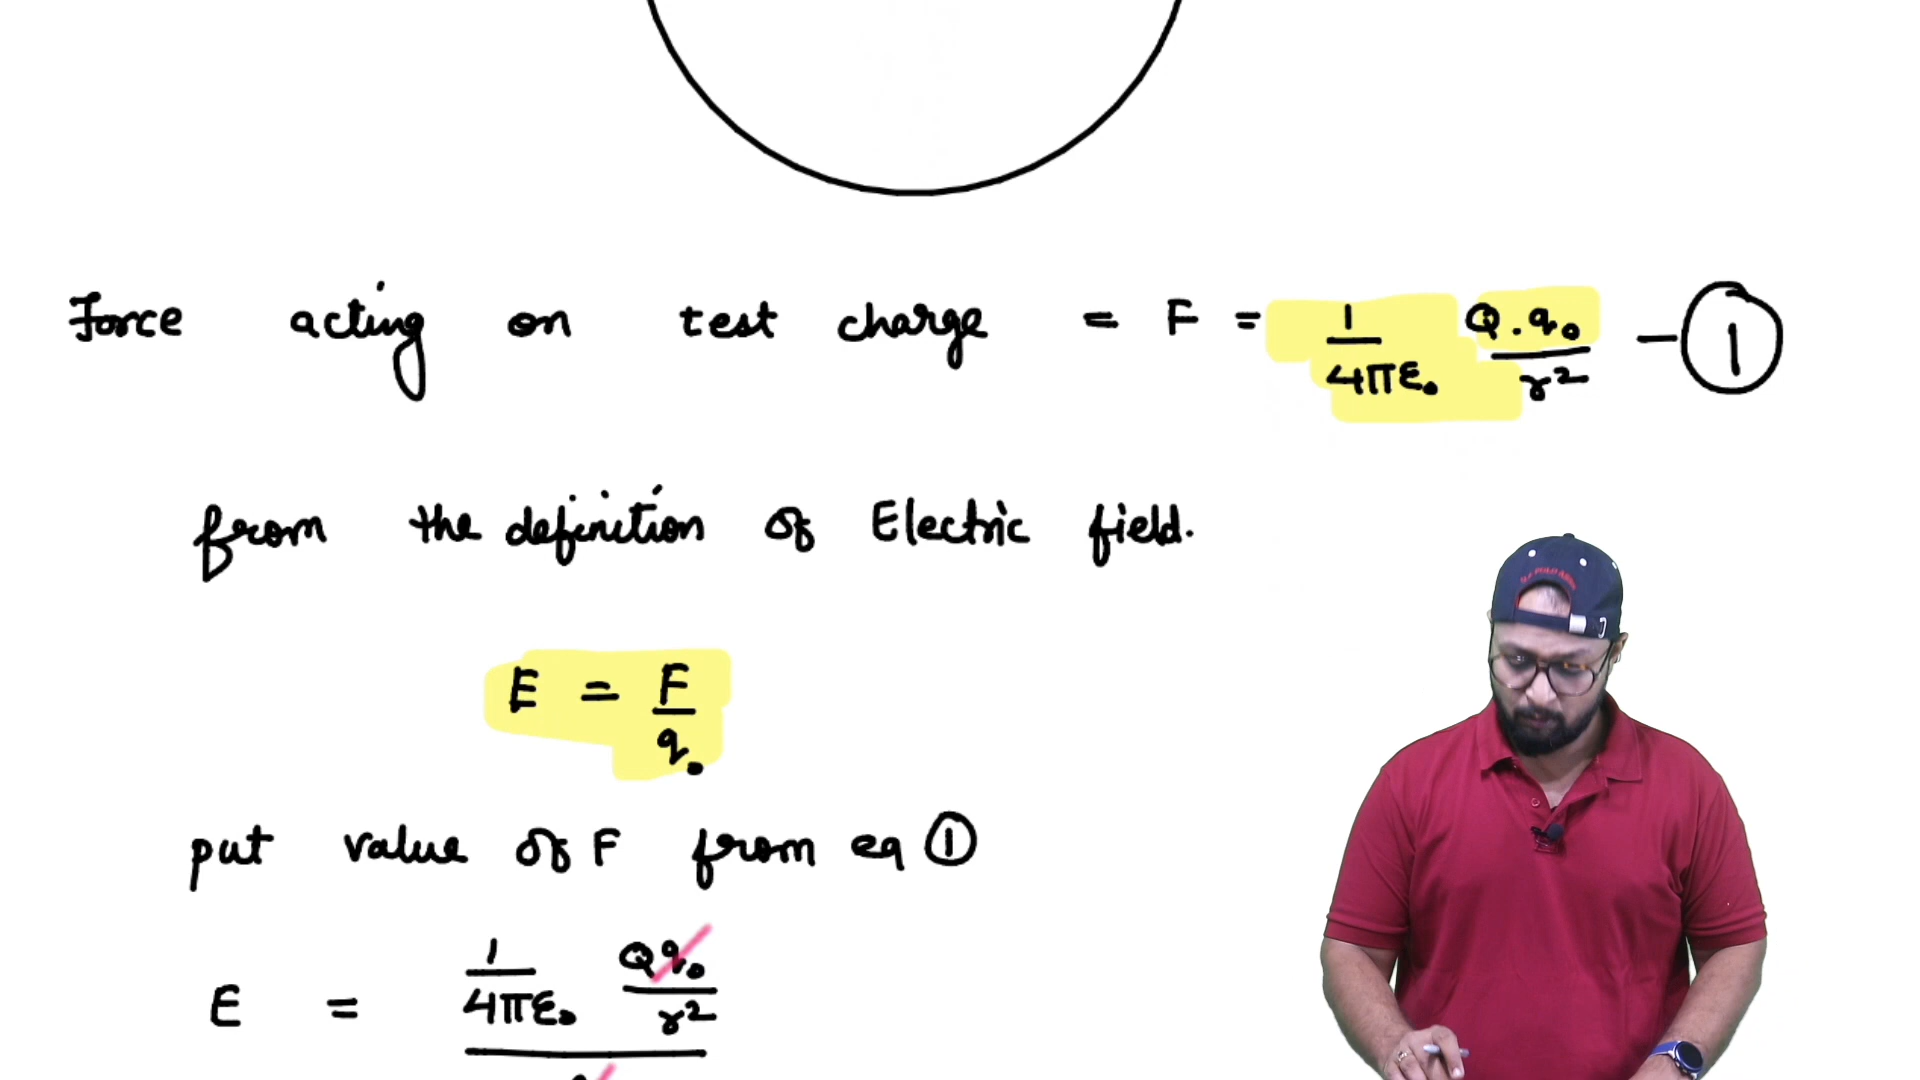 Force acting on test charge = F = 1/4πε₀ Q.q₀/r² — ①
from the definition of Electric field.
E = F/q₀
put value of F from eq ①
E = 1/4πε₀ Qq₀/r²